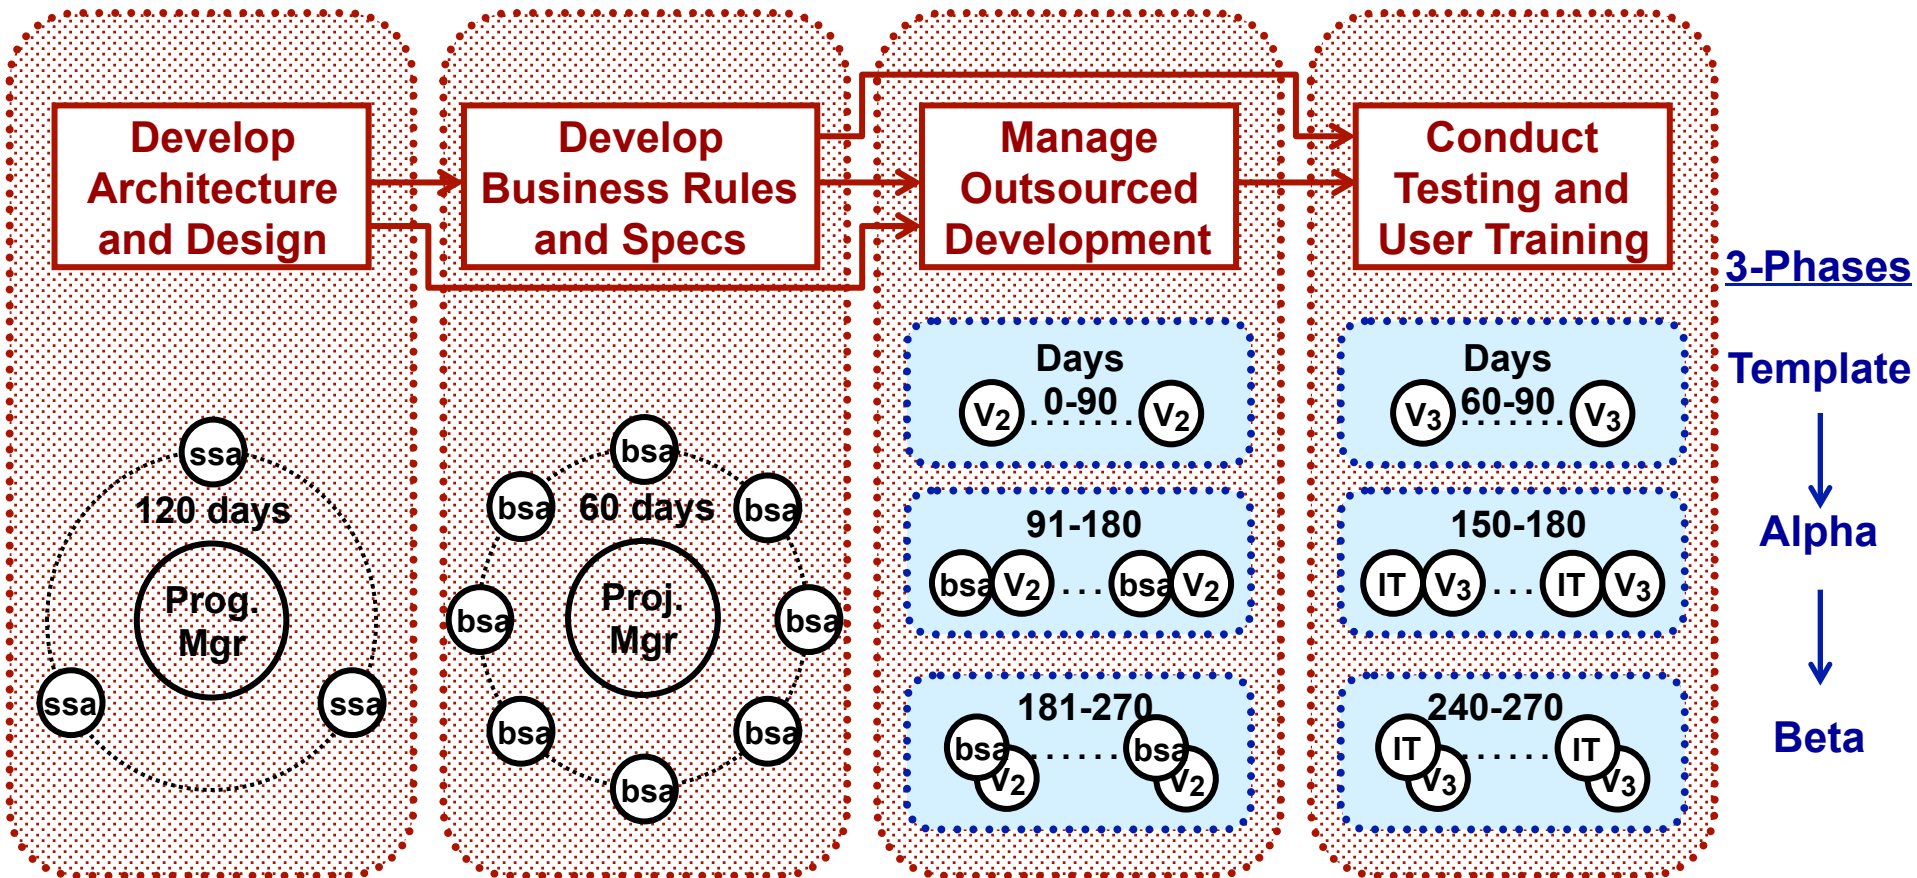 Develop
Architecture
and Design
Develop
Business Rules
and Specs
Manage
Outsourced
Development
Conduct
Testing and
User Training
3-Phases
Template
Alpha
Beta
ssa
120 days
Prog.
Mgr
ssa
ssa
bsa
bsa
60 days
bsa
bsa
Proj.
Mgr
bsa
bsa
bsa
bsa
Days
V2 0-90 V2
91-180
bsa V2 .... bsa V2
181-270
bsa ...... bsa
V2 V2
Days
V3 60-90 V3
150-180
IT V3 .... IT V3
240-270
IT ...... IT
V3 V3